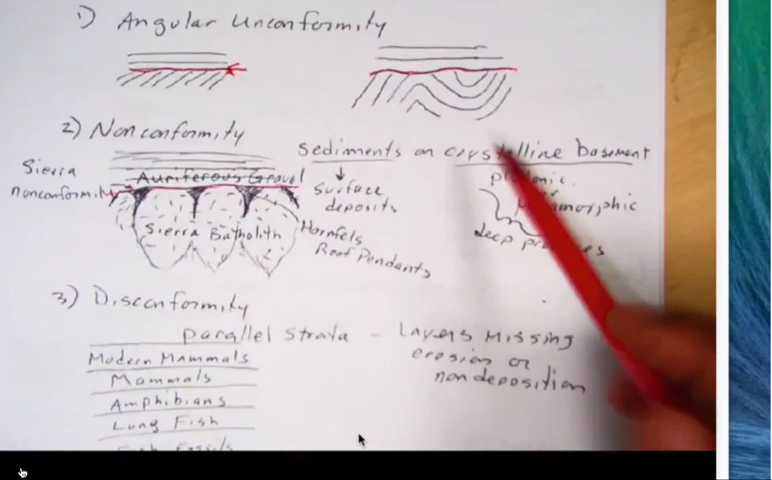 1) Angular Unconformity
2) Nonconformity
Sediments on crystalline basement
Sierra
nonconformity
Auriferous Gravel
Surface
deposits
Sierra Batholith
Hornfels
Roof Pendants
deep
3) Disconformity
parallel strata - Layers Missing
erosion or
nondeposition
Modern Mammals
Mammals
Amphibians
Lung Fish